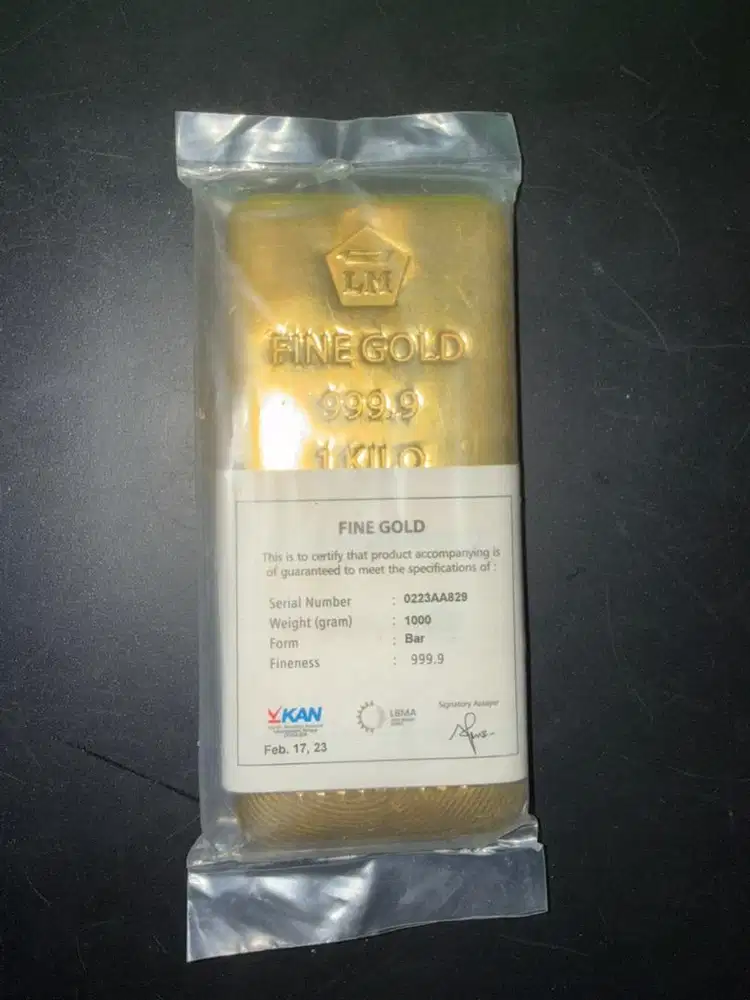 LM
FINE GOLD
999.9
1 KILO
FINE GOLD
This is to certify that product accompanying is
of guaranteed to meet the specifications of :
Serial Number : 0223AA829
Weight (gram) : 1000
Form : Bar
Fineness : 999.9
Signatory Assayer
KAN
LBMA
Feb. 17, 23